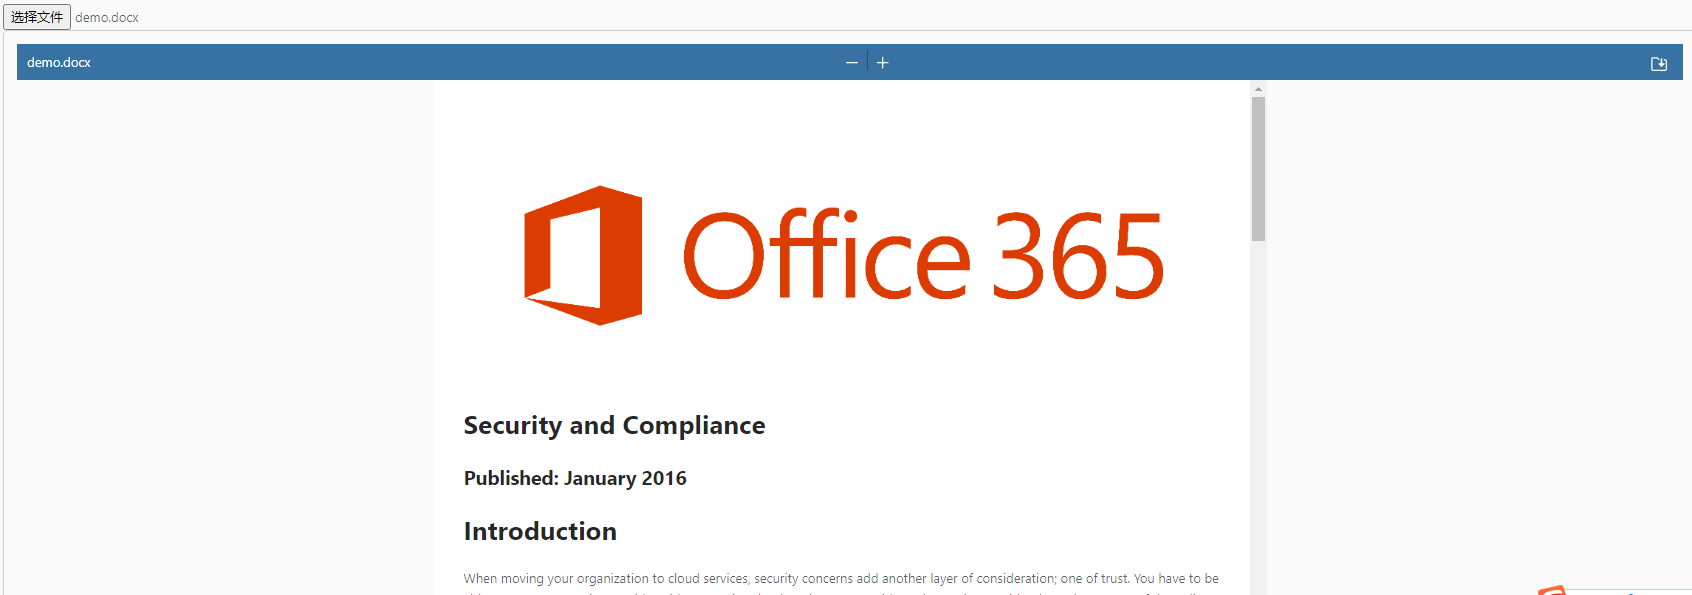 选择文件 demo.docx
demo.docx
Office 365
Security and Compliance
Published: January 2016
Introduction
When moving your organization to cloud services, security concerns add another layer of consideration; one of trust. You have to be